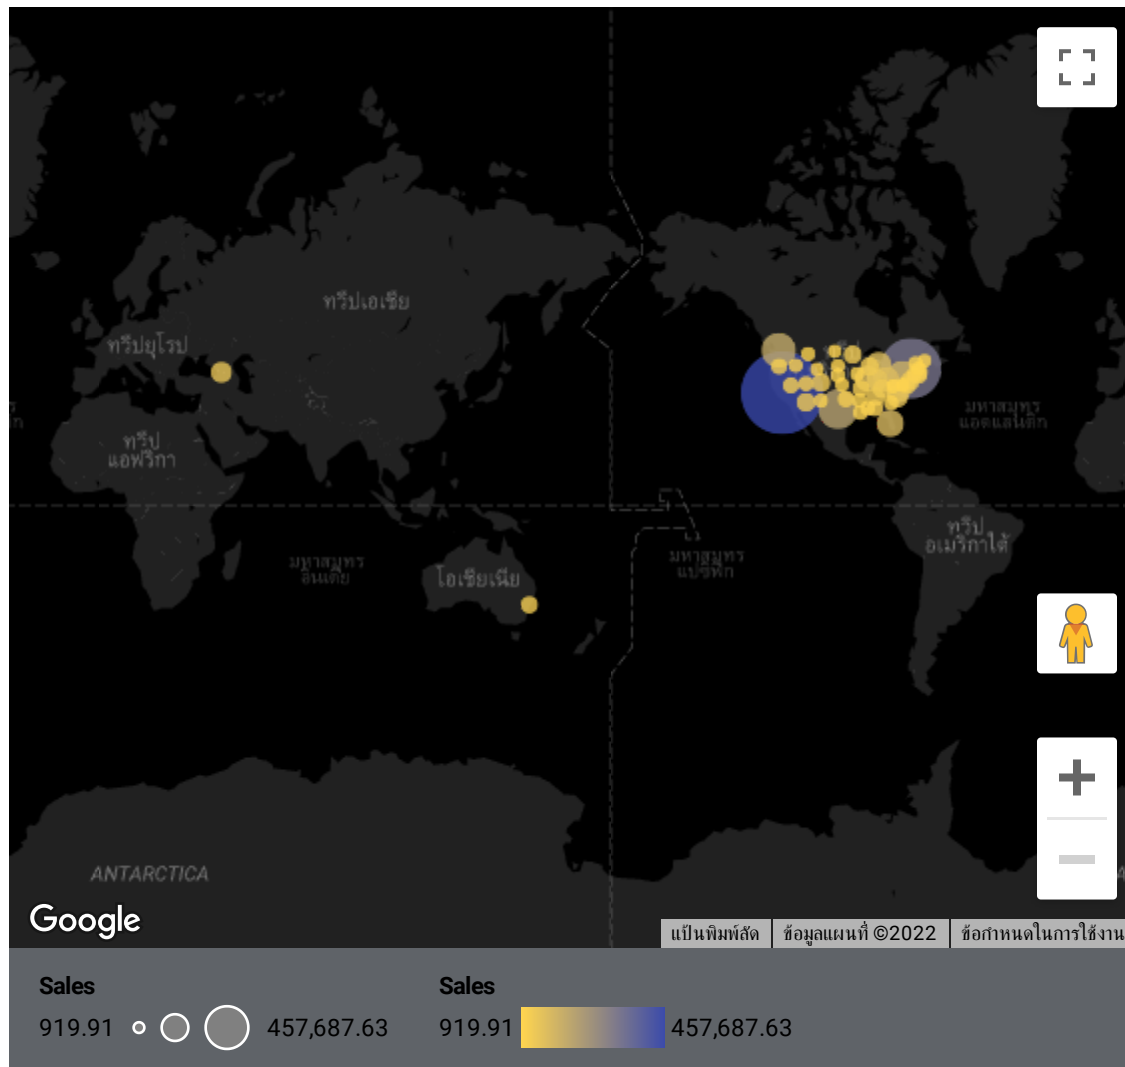 ทวีปเอเชีย
ทวีปยุโรป
มหาสมุทร
แอตแลนติก
ทวีป
แอฟริกา
ทวีป
อเมริกาใต้
มหาสมุทร
แปซิฟิก
มหาสมุทร
อินเดีย
โอเชียเนีย
ANTARCTICA
Google
แป้นพิมพ์ลัด
ข้อมูลแผนที่ ©2022
ข้อกำหนดในการใช้งาน
Sales
919.91
457,687.63
Sales
919.91
457,687.63